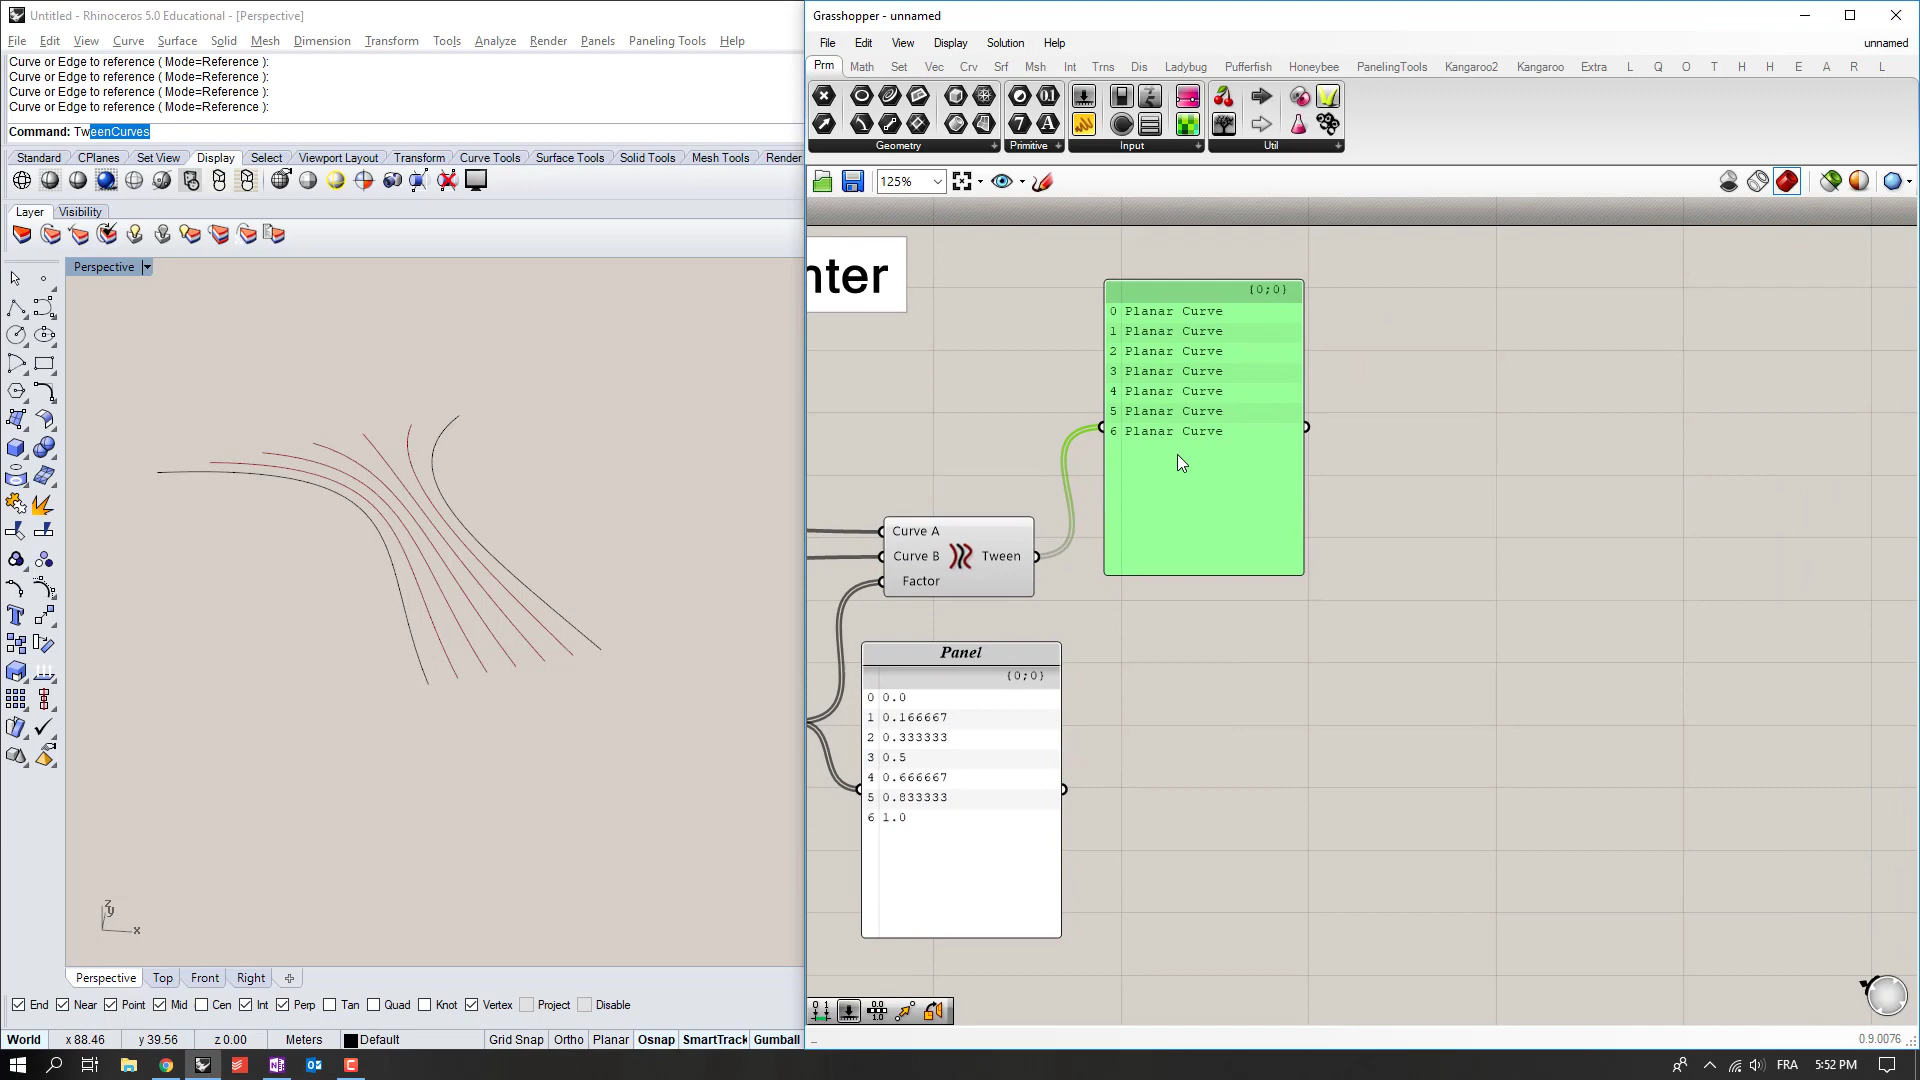 Untitled - Rhinoceros 5.0 Educational - [Perspective]
File Edit View Curve Surface Solid Mesh Dimension Transform Tools Analyze Render Panels Paneling Tools Help
Curve or Edge to reference ( Mode=Reference ):
Curve or Edge to reference ( Mode=Reference ):
Curve or Edge to reference ( Mode=Reference ):
Curve or Edge to reference ( Mode=Reference ):
Command: TweenCurves
Standard CPlanes Set View Display Select Viewport Layout Transform Curve Tools Surface Tools Solid Tools Mesh Tools Render
Layer Visibility
Perspective
z
y
x
Perspective Top Front Right
End Near Point Mid Cen Int Perp Tan Quad Knot Vertex Project Disable
World x 88.46 y 39.56 z 0.00 Meters Default Grid Snap Ortho Planar Osnap SmartTrack Gumball
Grasshopper - unnamed
File Edit View Display Solution Help
unnamed
Prm Math Set Vec Crv Srf Msh Int Trns Dis Ladybug Pufferfish Honeybee PanelingTools Kangaroo2 Kangaroo Extra L Q O T H H E A R L
Geometry Primitive Input Util
125%
nter
{0;0}
0 Planar Curve
1 Planar Curve
2 Planar Curve
3 Planar Curve
4 Planar Curve
5 Planar Curve
6 Planar Curve
Curve A
Curve B Tween
Factor
Panel
{0;0}
0 0.0
1 0.166667
2 0.333333
3 0.5
4 0.666667
5 0.833333
6 1.0
0.9.0076
FRA 5:52 PM